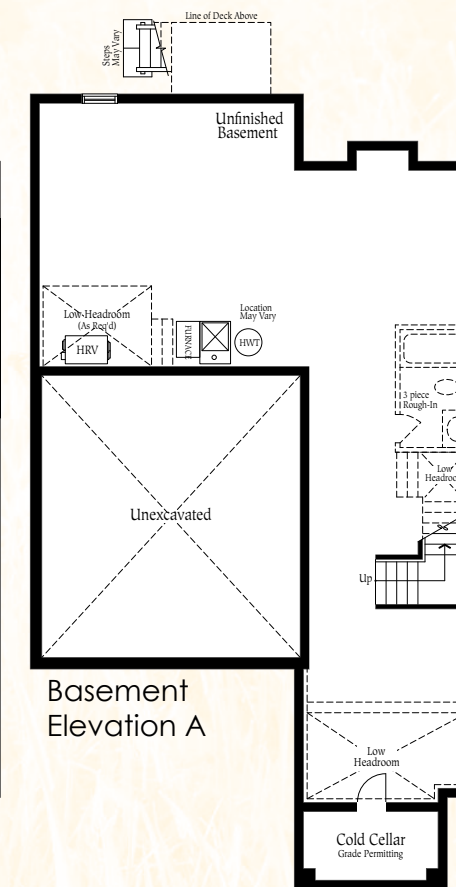 Line of Deck Above
Steps
May Vary
Unfinished
Basement
Low Headroom
(As Req'd)
HRV
FURNACE
Location
May Vary
HWT
3 piece
Rough-In
Low
Headroo
Unexcavated
Up
Basement
Elevation A
Low
Headroom
Cold Cellar
Grade Permitting